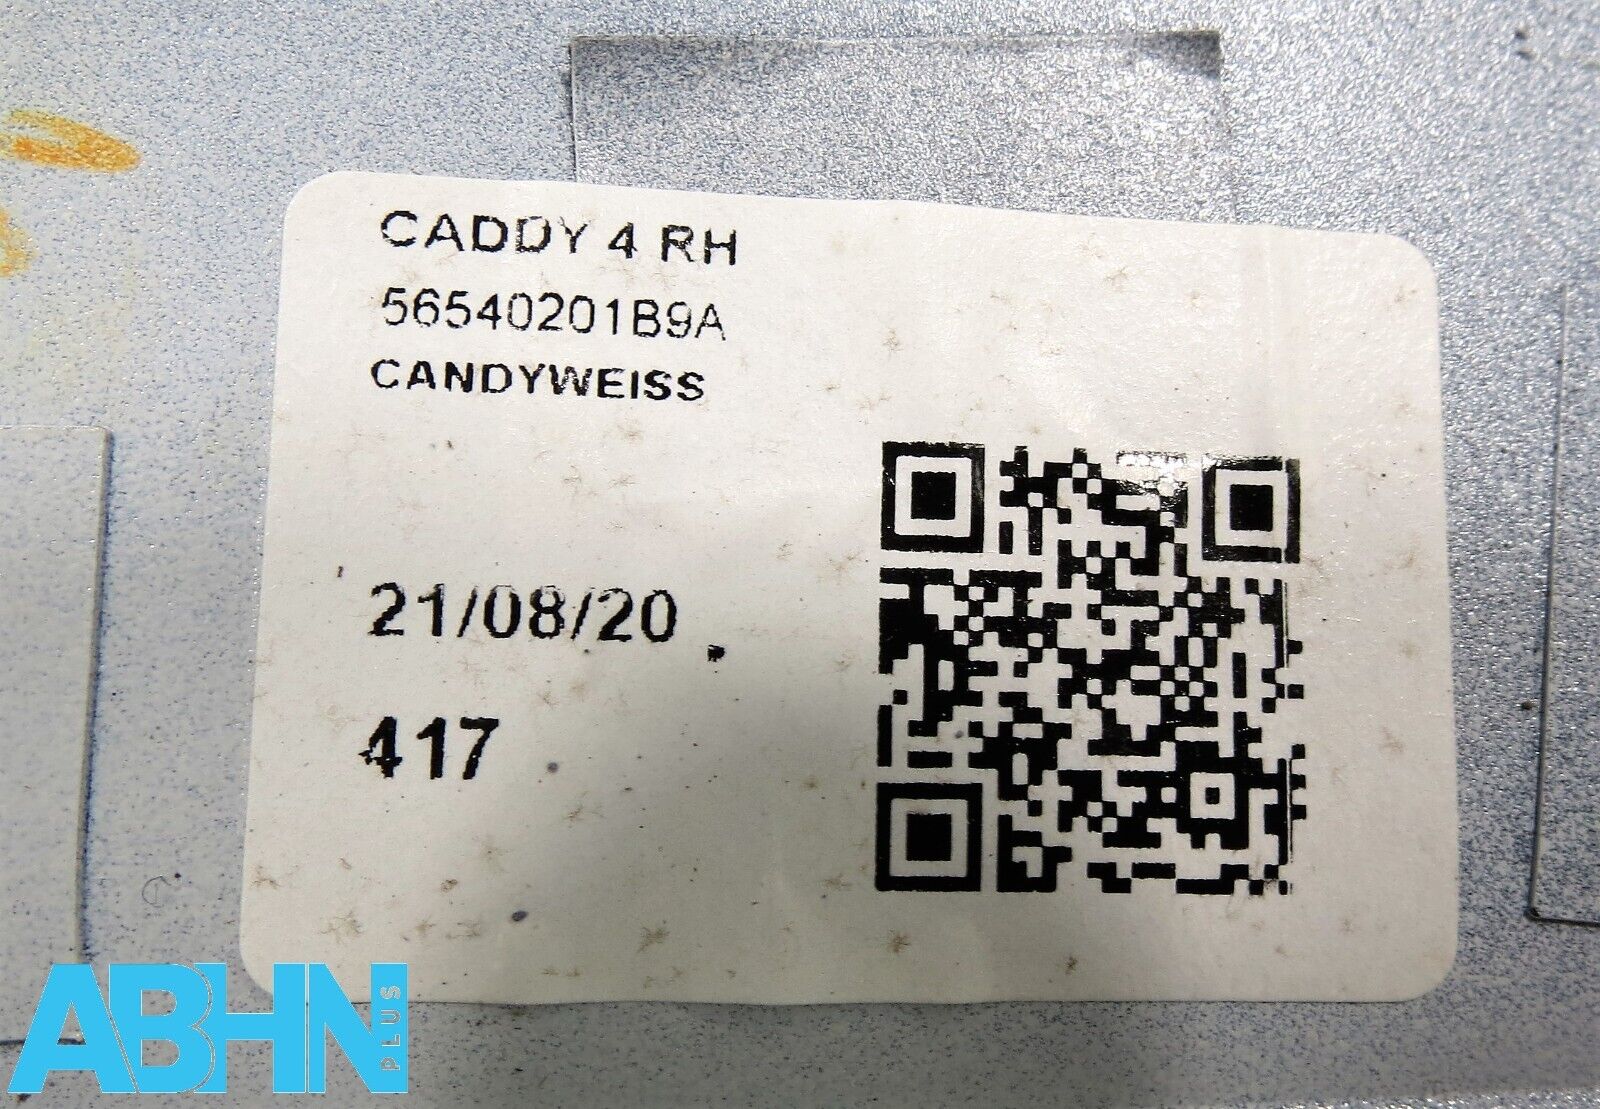 CADDY 4 RH
56540201B9A
CANDYWEISS
21/08/20
417
ABHN PLUS